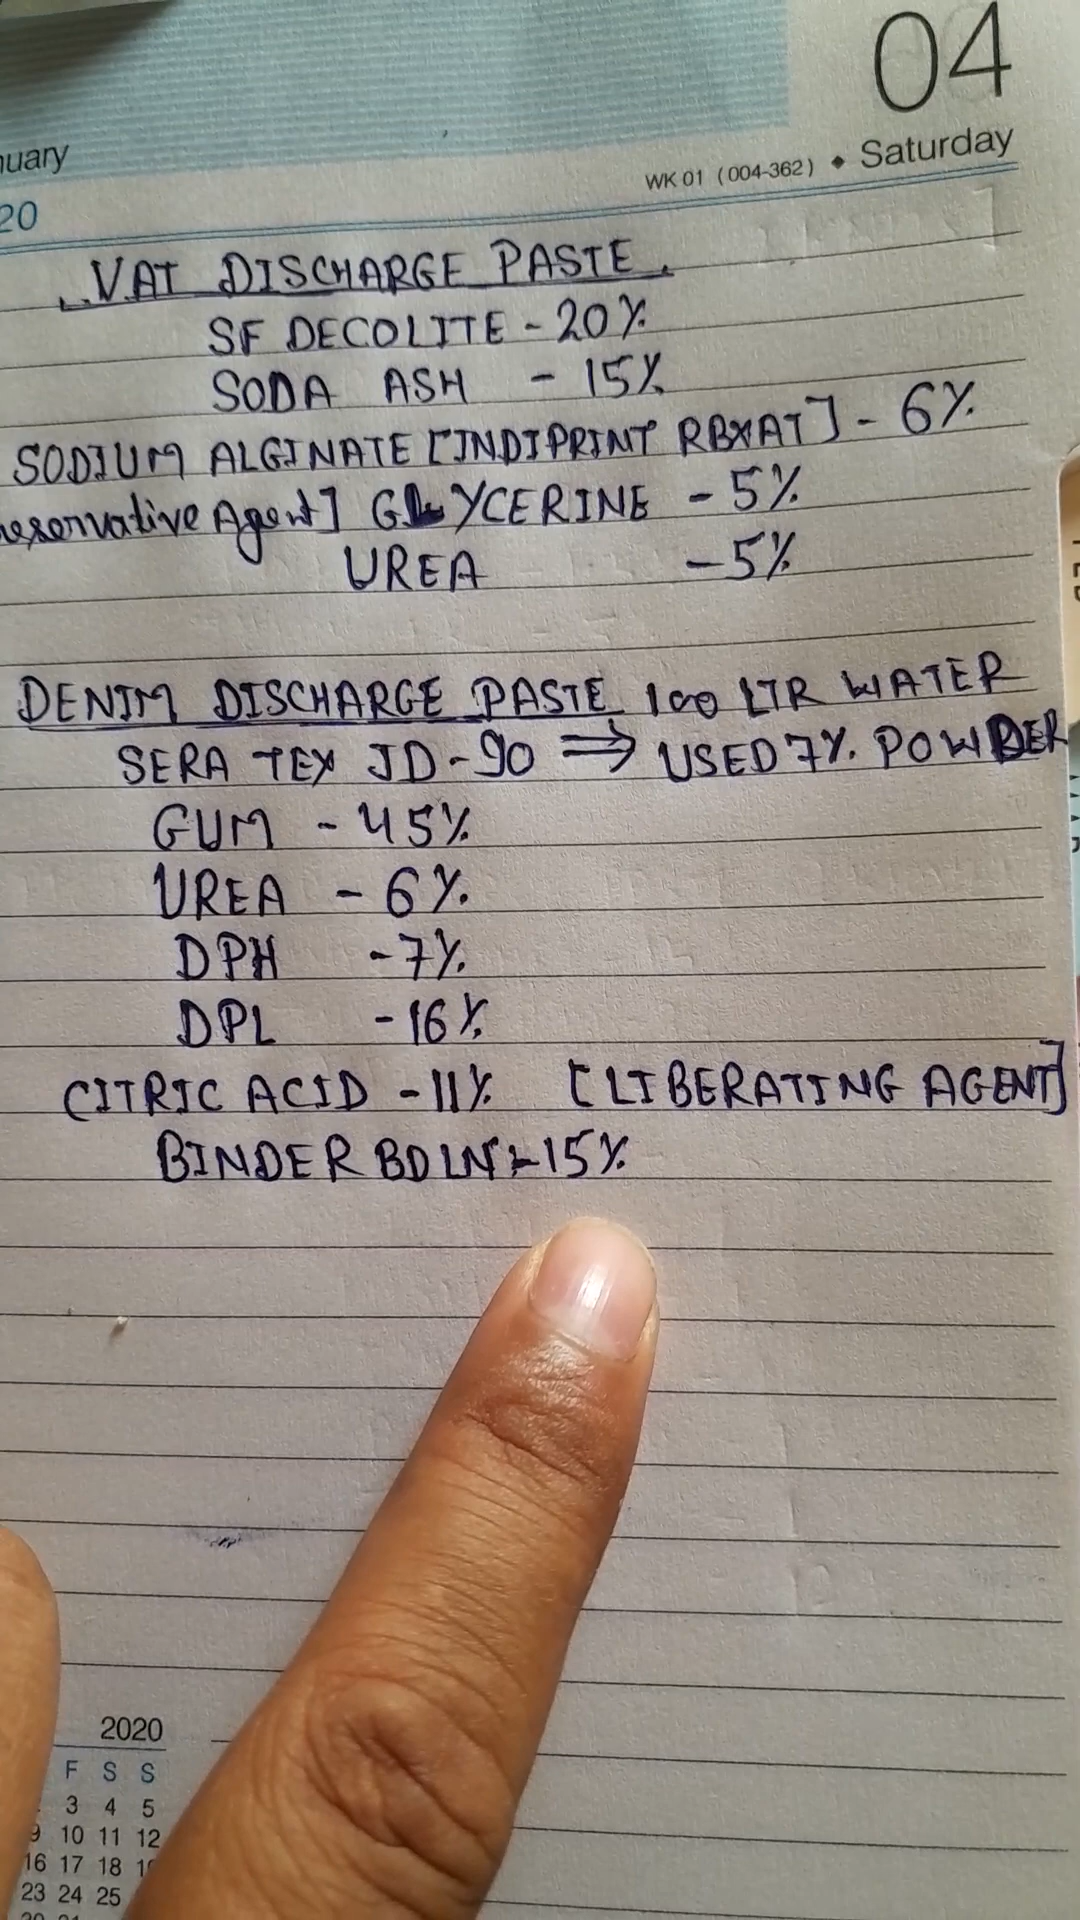 04
Saturday
WK 01 (004-362) •
20
VAT DISCHARGE PASTE
SF DECOLITE - 20%
SODA ASH - 15%
SODIUM ALGINATE [INDIPRINT RBXAT] - 6%
Agent] GLYCERINE - 5%
UREA - 5%
DENIM DISCHARGE PASTE 100 LTR WATER
SERA TEX JD-90 ⇒ USED 7% POWDER
GUM - 45%
UREA - 6%
DPH - 7%
DPL - 16%
CITRIC ACID - 11% [LIBERATING AGENT]
BINDER BDLN - 15%
2020
F S S
3 4 5
9 10 11 12
16 17 18
23 24 25